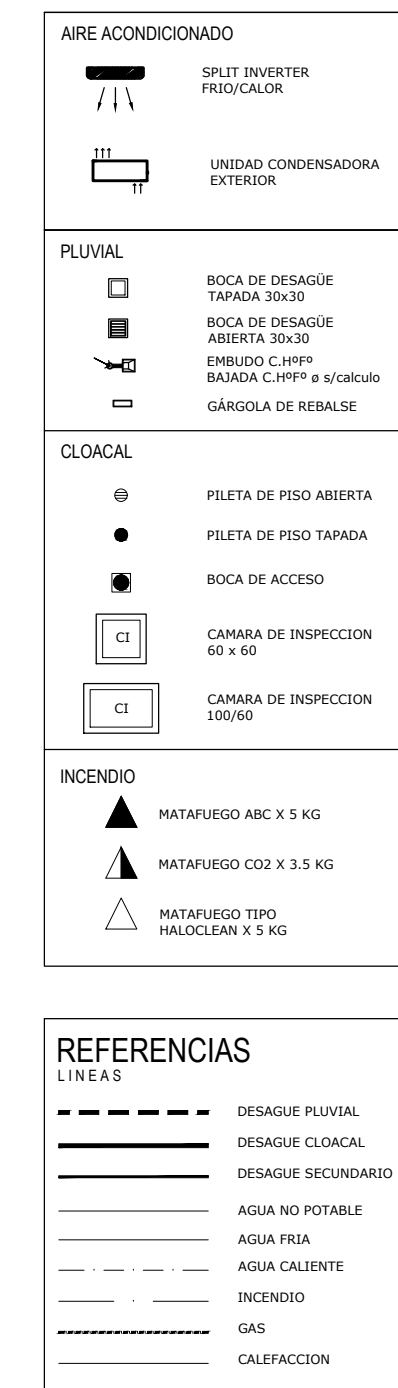 AIRE ACONDICIONADO
SPLIT INVERTER
FRIO/CALOR
UNIDAD CONDENSADORA
EXTERIOR
PLUVIAL
BOCA DE DESAGÜE
TAPADA 30x30
BOCA DE DESAGÜE
ABIERTA 30x30
EMBUDO C.HºFº
BAJADA C.HºFº ø s/calculo
GÁRGOLA DE REBALSE
CLOACAL
PILETA DE PISO ABIERTA
PILETA DE PISO TAPADA
BOCA DE ACCESO
CI
CAMARA DE INSPECCION
60 x 60
CI
CAMARA DE INSPECCION
100/60
INCENDIO
MATAFUEGO ABC X 5 KG
MATAFUEGO CO2 X 3.5 KG
MATAFUEGO TIPO
HALOCLEAN X 5 KG
REFERENCIAS
LINEAS
DESAGUE PLUVIAL
DESAGUE CLOACAL
DESAGUE SECUNDARIO
AGUA NO POTABLE
AGUA FRIA
AGUA CALIENTE
INCENDIO
GAS
CALEFACCION